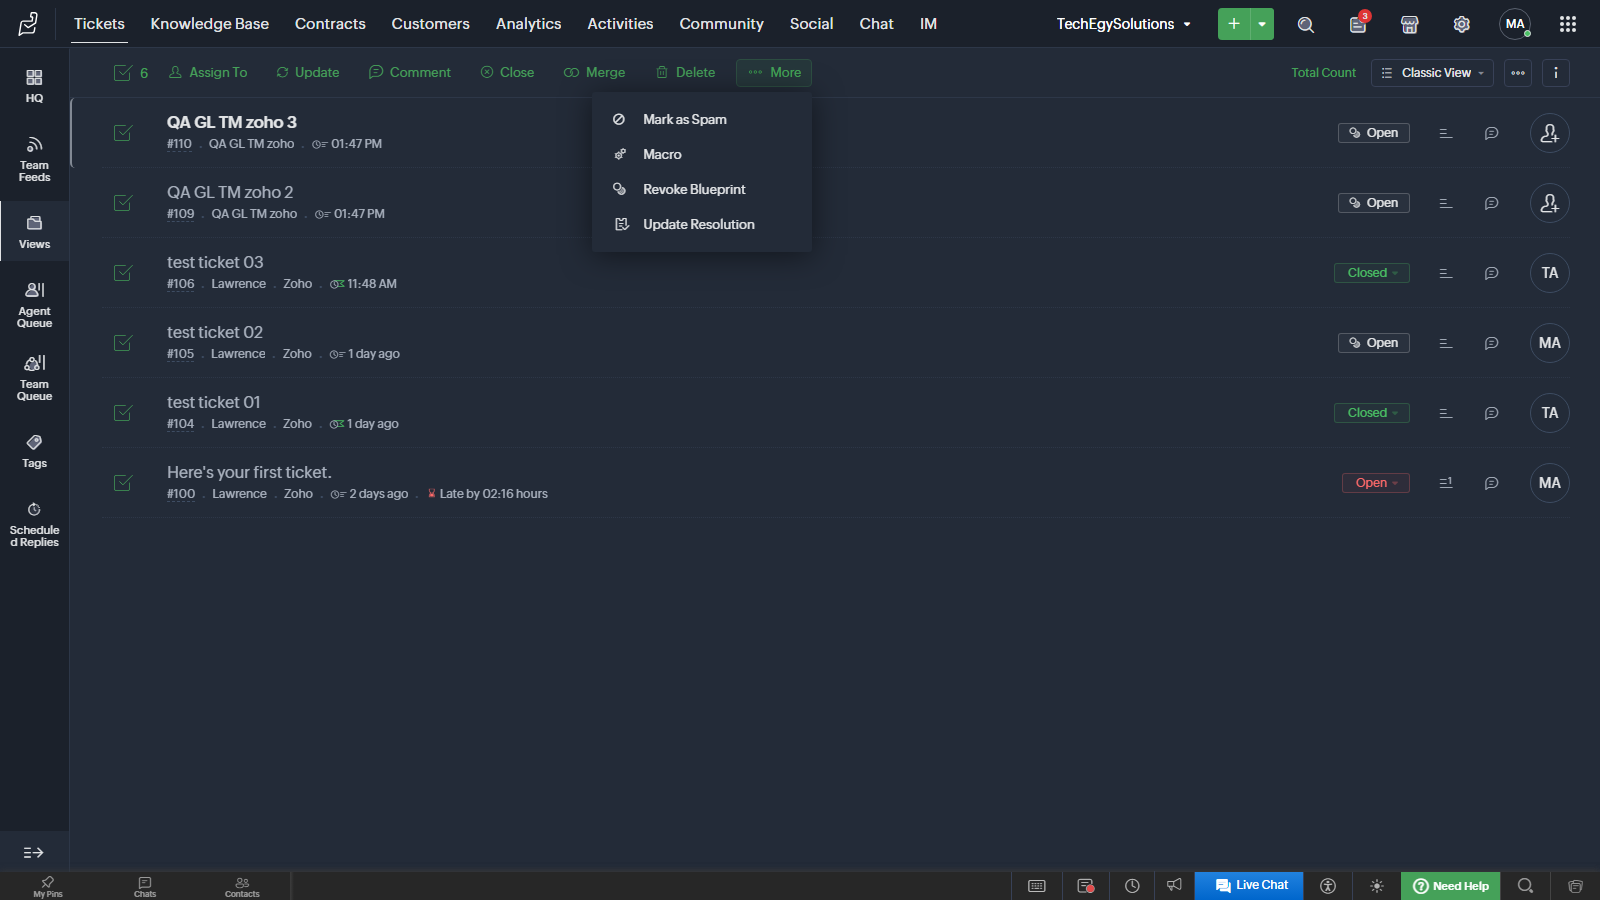 Tickets Knowledge Base Contracts Customers Analytics Activities Community Social Chat IM TechEgySolutions 3 MA
HQ
Team
Feeds
Views
Agent
Queue
Team
Queue
Tags
Schedule
d Replies
6 Assign To Update Comment Close Merge Delete More Total Count Classic View
Mark as Spam
Macro
Revoke Blueprint
Update Resolution
QA GL TM zoho 3
#110 . QA GL TM zoho . 01:47 PM
Open
QA GL TM zoho 2
#109 . QA GL TM zoho . 01:47 PM
Open
test ticket 03
#106 . Lawrence . Zoho . 11:48 AM
Closed TA
test ticket 02
#105 . Lawrence . Zoho . 1 day ago
Open MA
test ticket 01
#104 . Lawrence . Zoho . 1 day ago
Closed TA
Here's your first ticket.
#100 . Lawrence . Zoho . 2 days ago . Late by 02:16 hours
Open 1 MA
My Pins Chats Contacts Live Chat Need Help